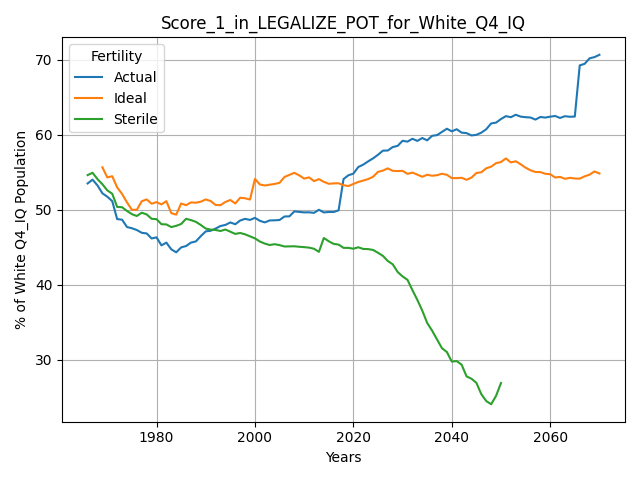 Score_1_in_LEGALIZE_POT_for_White_Q4_IQ
% of White Q4_IQ Population
70
60
50
40
30
Fertility
Actual
Ideal
Sterile
1980
2000
2020
2040
2060
Years